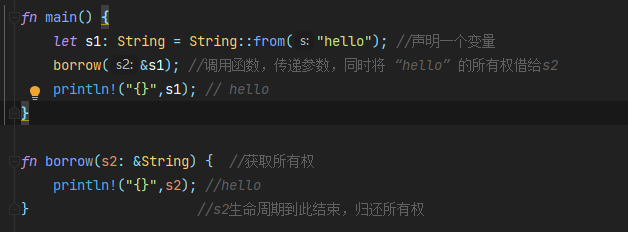 fn main() {
let s1: String = String::from( s: "hello"); //声明一个变量
borrow( s2: &s1); //调用函数，传递参数，同时将 “hello” 的所有权借给s2
println!("{}",s1); // hello
}
fn borrow(s2: &String) { //获取所有权
println!("{}",s2); //hello
} //s2生命周期到此结束，归还所有权